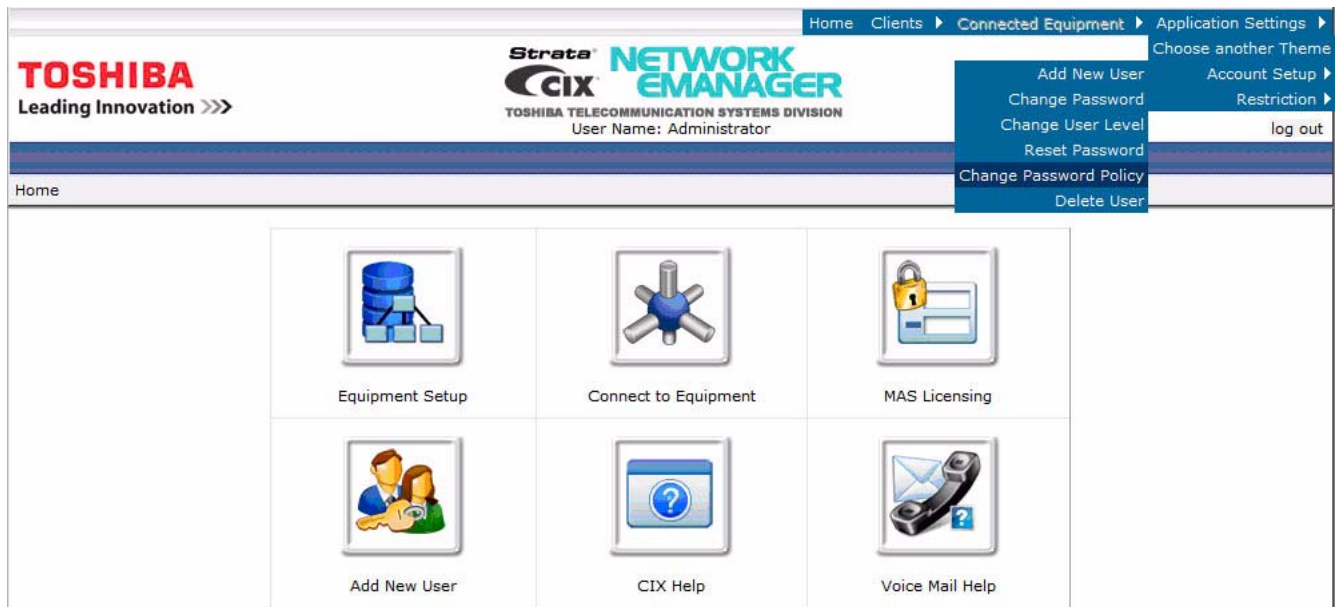 Home Clients Connected Equipment Application Settings
TOSHIBA
Leading Innovation >>>
Strata CIX NETWORK EMANAGER
TOSHIBA TELECOMMUNICATION SYSTEMS DIVISION
User Name: Administrator
Choose another Theme
Account Setup
Restriction
log out
Add New User
Change Password
Change User Level
Reset Password
Change Password Policy
Delete User
Home
Equipment Setup
Connect to Equipment
MAS Licensing
Add New User
CIX Help
Voice Mail Help